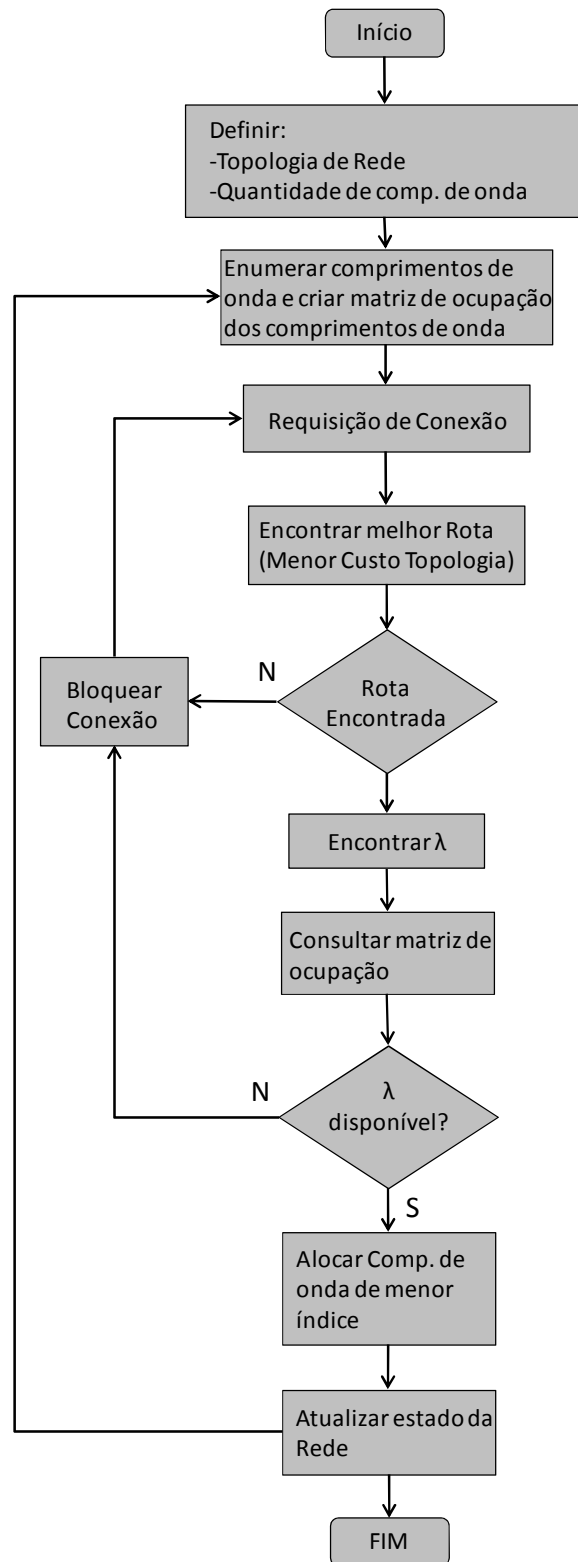 Início
Definir:
-Topologia de Rede
-Quantidade de comp. de onda
Enumerar comprimentos de
onda e criar matriz de ocupação
dos comprimentos de onda
Requisição de Conexão
Encontrar melhor Rota
(Menor Custo Topologia)
N
Bloquear
Conexão
Rota
Encontrada
Encontrar λ
Consultar matriz de
ocupação
N
λ
disponível?
S
Alocar Comp. de
onda de menor
índice
Atualizar estado da
Rede
FIM